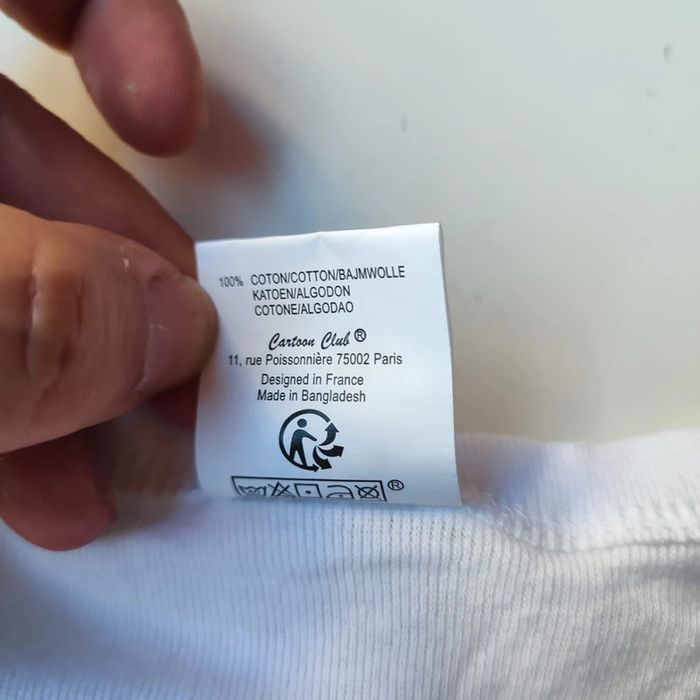 100% COTON/COTTON/BAJMWOLLE
KATOEN/ALGODON
COTONE/ALGODAO
Cartoon Club ®
11, rue Poissonnière 75002 Paris
Designed in France
Made in Bangladesh
®